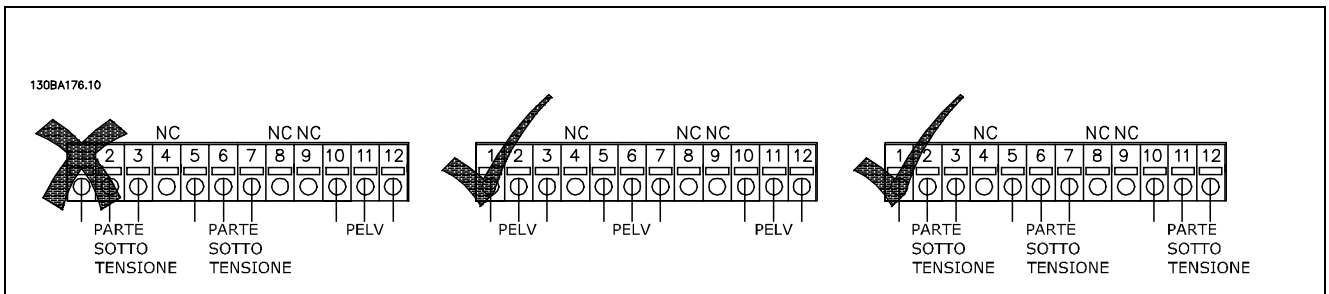 130BA176.10
NC NC NC
2 3 4 5 6 7 8 9 10 11 12
PARTE SOTTO TENSIONE
PARTE SOTTO TENSIONE
PELV
NC NC NC
1 2 3 4 5 6 7 8 9 10 11 12
PELV PELV PELV
NC NC NC
1 2 3 4 5 6 7 8 9 10 11 12
PARTE SOTTO TENSIONE
PARTE SOTTO TENSIONE
PARTE SOTTO TENSIONE